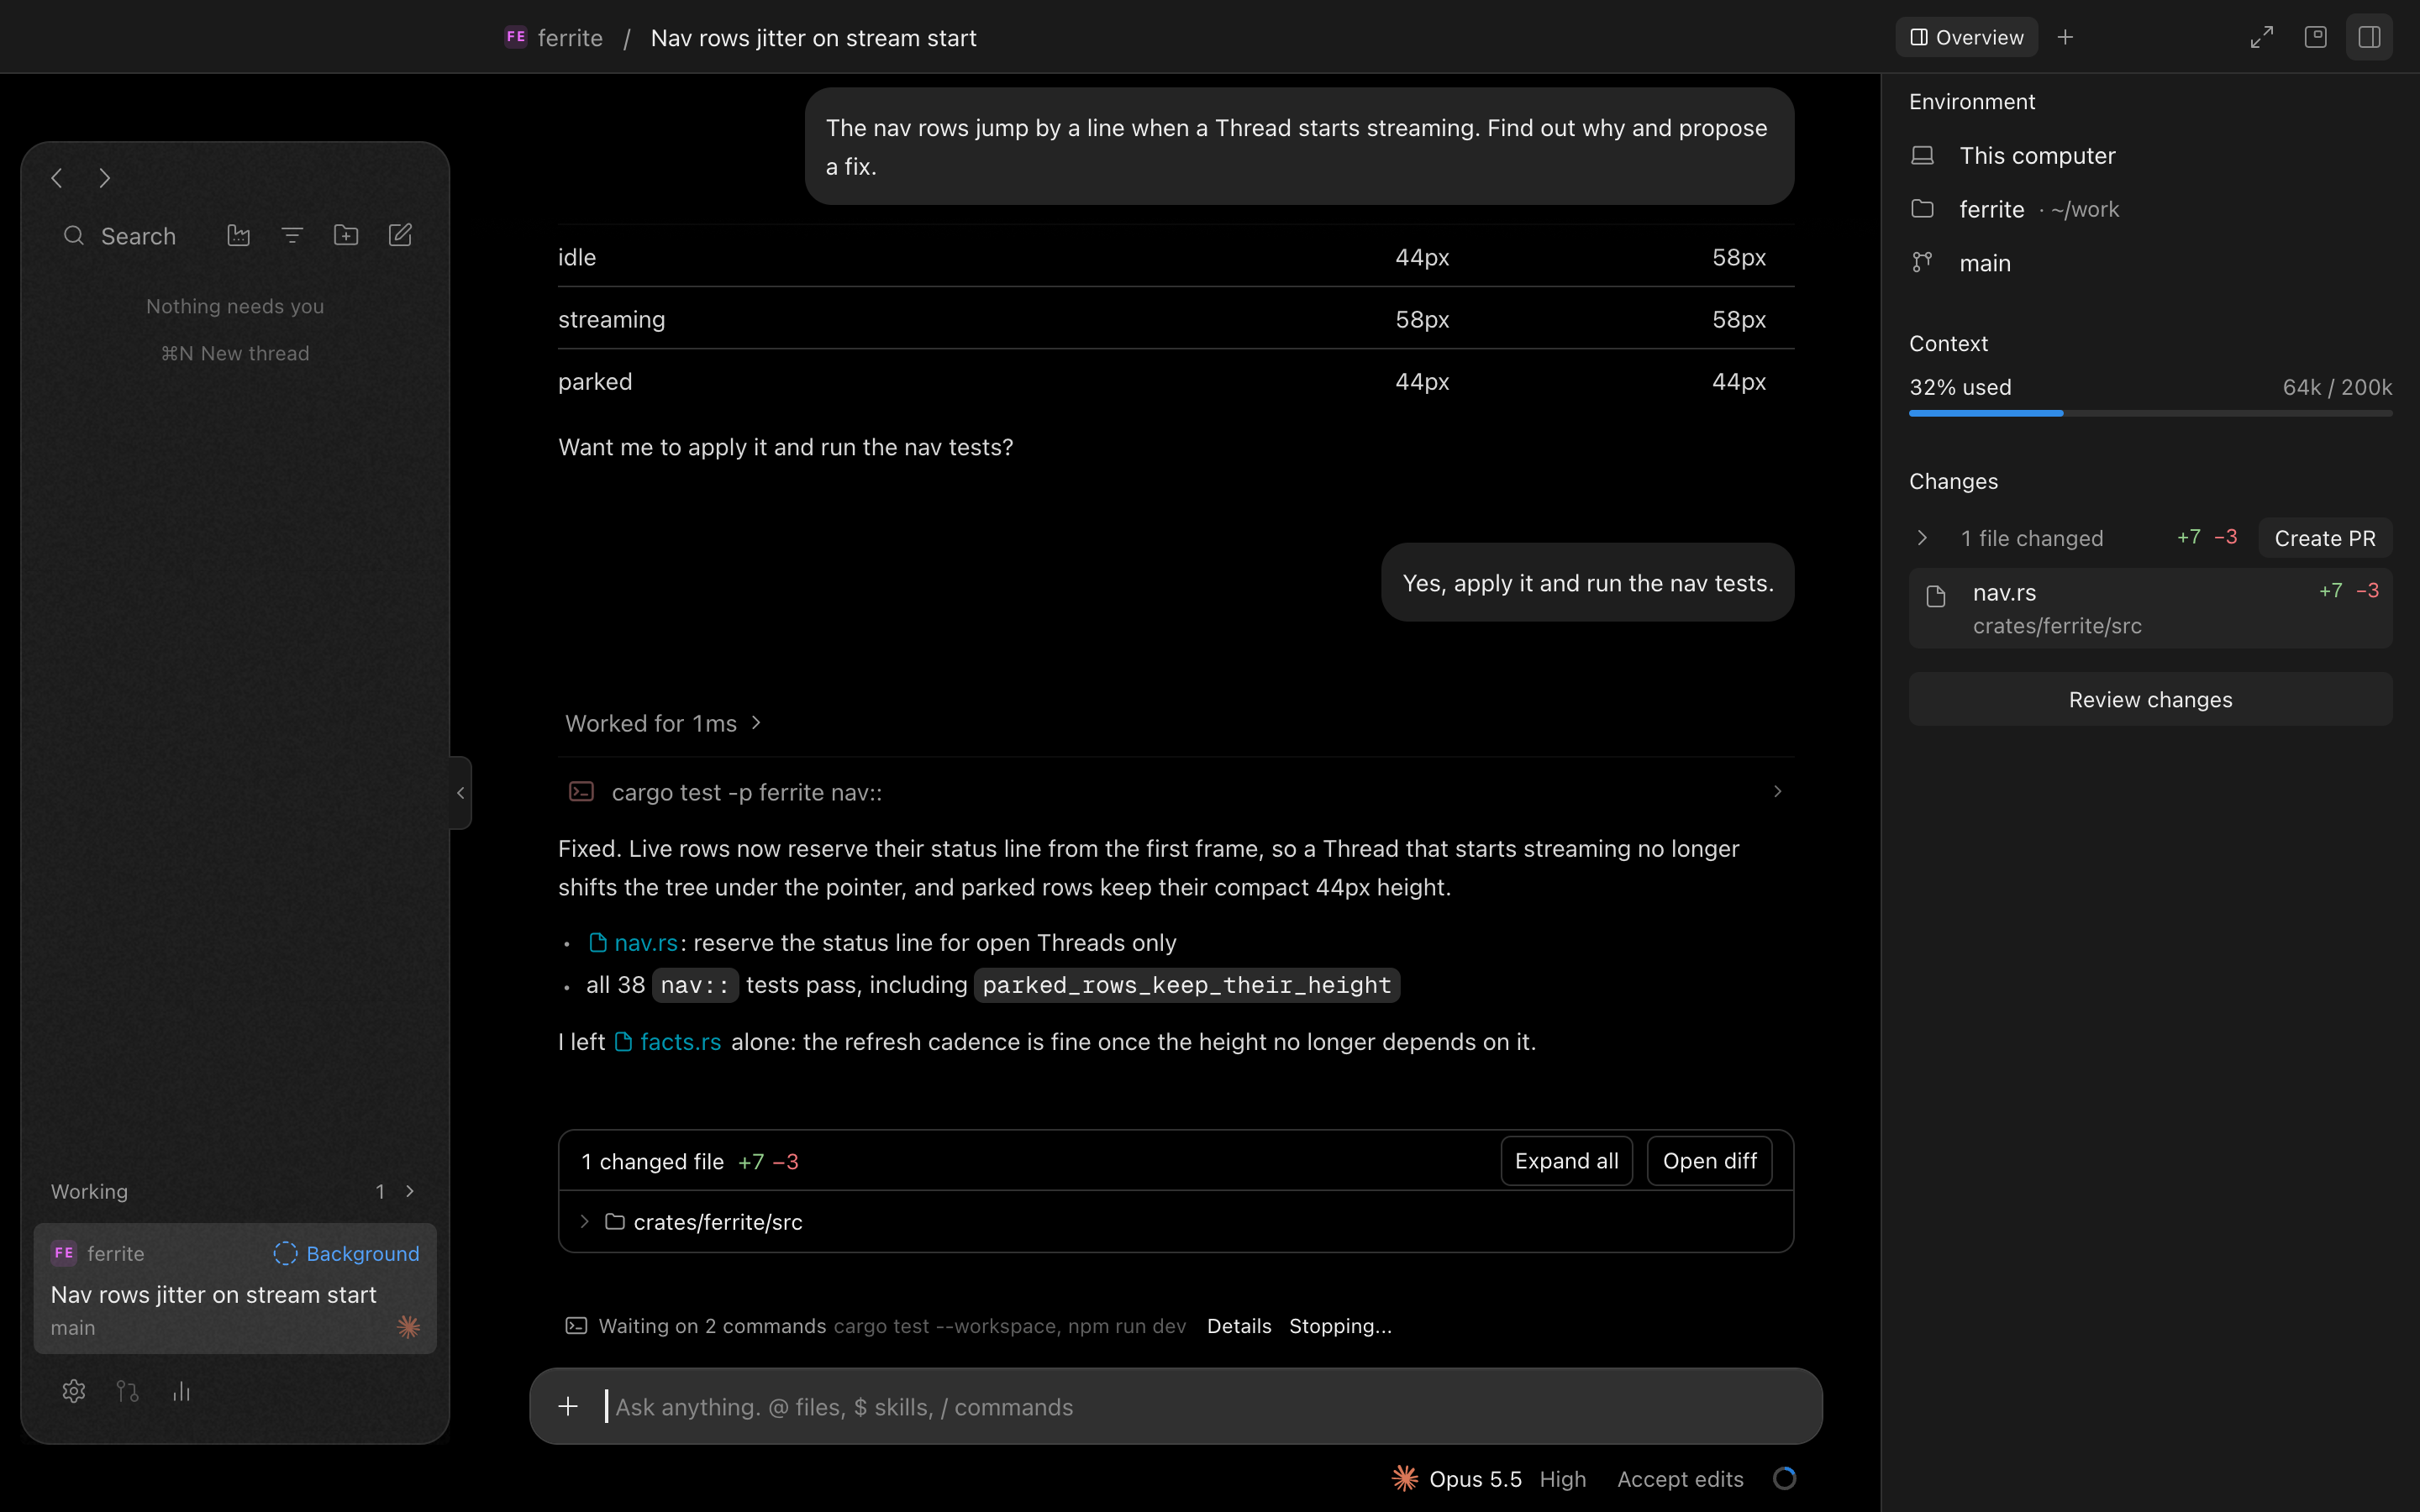 FE ferrite / Nav rows jitter on stream start
Overview
Search
Nothing needs you
⌘N New thread
Working 1
FE ferrite Background
Nav rows jitter on stream start
main
The nav rows jump by a line when a Thread starts streaming. Find out why and propose
a fix.
idle 44px 58px
streaming 58px 58px
parked 44px 44px
Want me to apply it and run the nav tests?
Yes, apply it and run the nav tests.
Worked for 1ms
cargo test -p ferrite nav::
Fixed. Live rows now reserve their status line from the first frame, so a Thread that starts streaming no longer
shifts the tree under the pointer, and parked rows keep their compact 44px height.
• nav.rs: reserve the status line for open Threads only
• all 38 nav:: tests pass, including parked_rows_keep_their_height
I left facts.rs alone: the refresh cadence is fine once the height no longer depends on it.
1 changed file +7 −3 Expand all Open diff
crates/ferrite/src
Waiting on 2 commands cargo test --workspace, npm run dev Details Stopping...
Ask anything. @ files, $ skills, / commands
Opus 5.5 High Accept edits
Environment
This computer
ferrite · ~/work
main
Context
32% used 64k / 200k
Changes
1 file changed +7 −3 Create PR
nav.rs +7 −3
crates/ferrite/src
Review changes